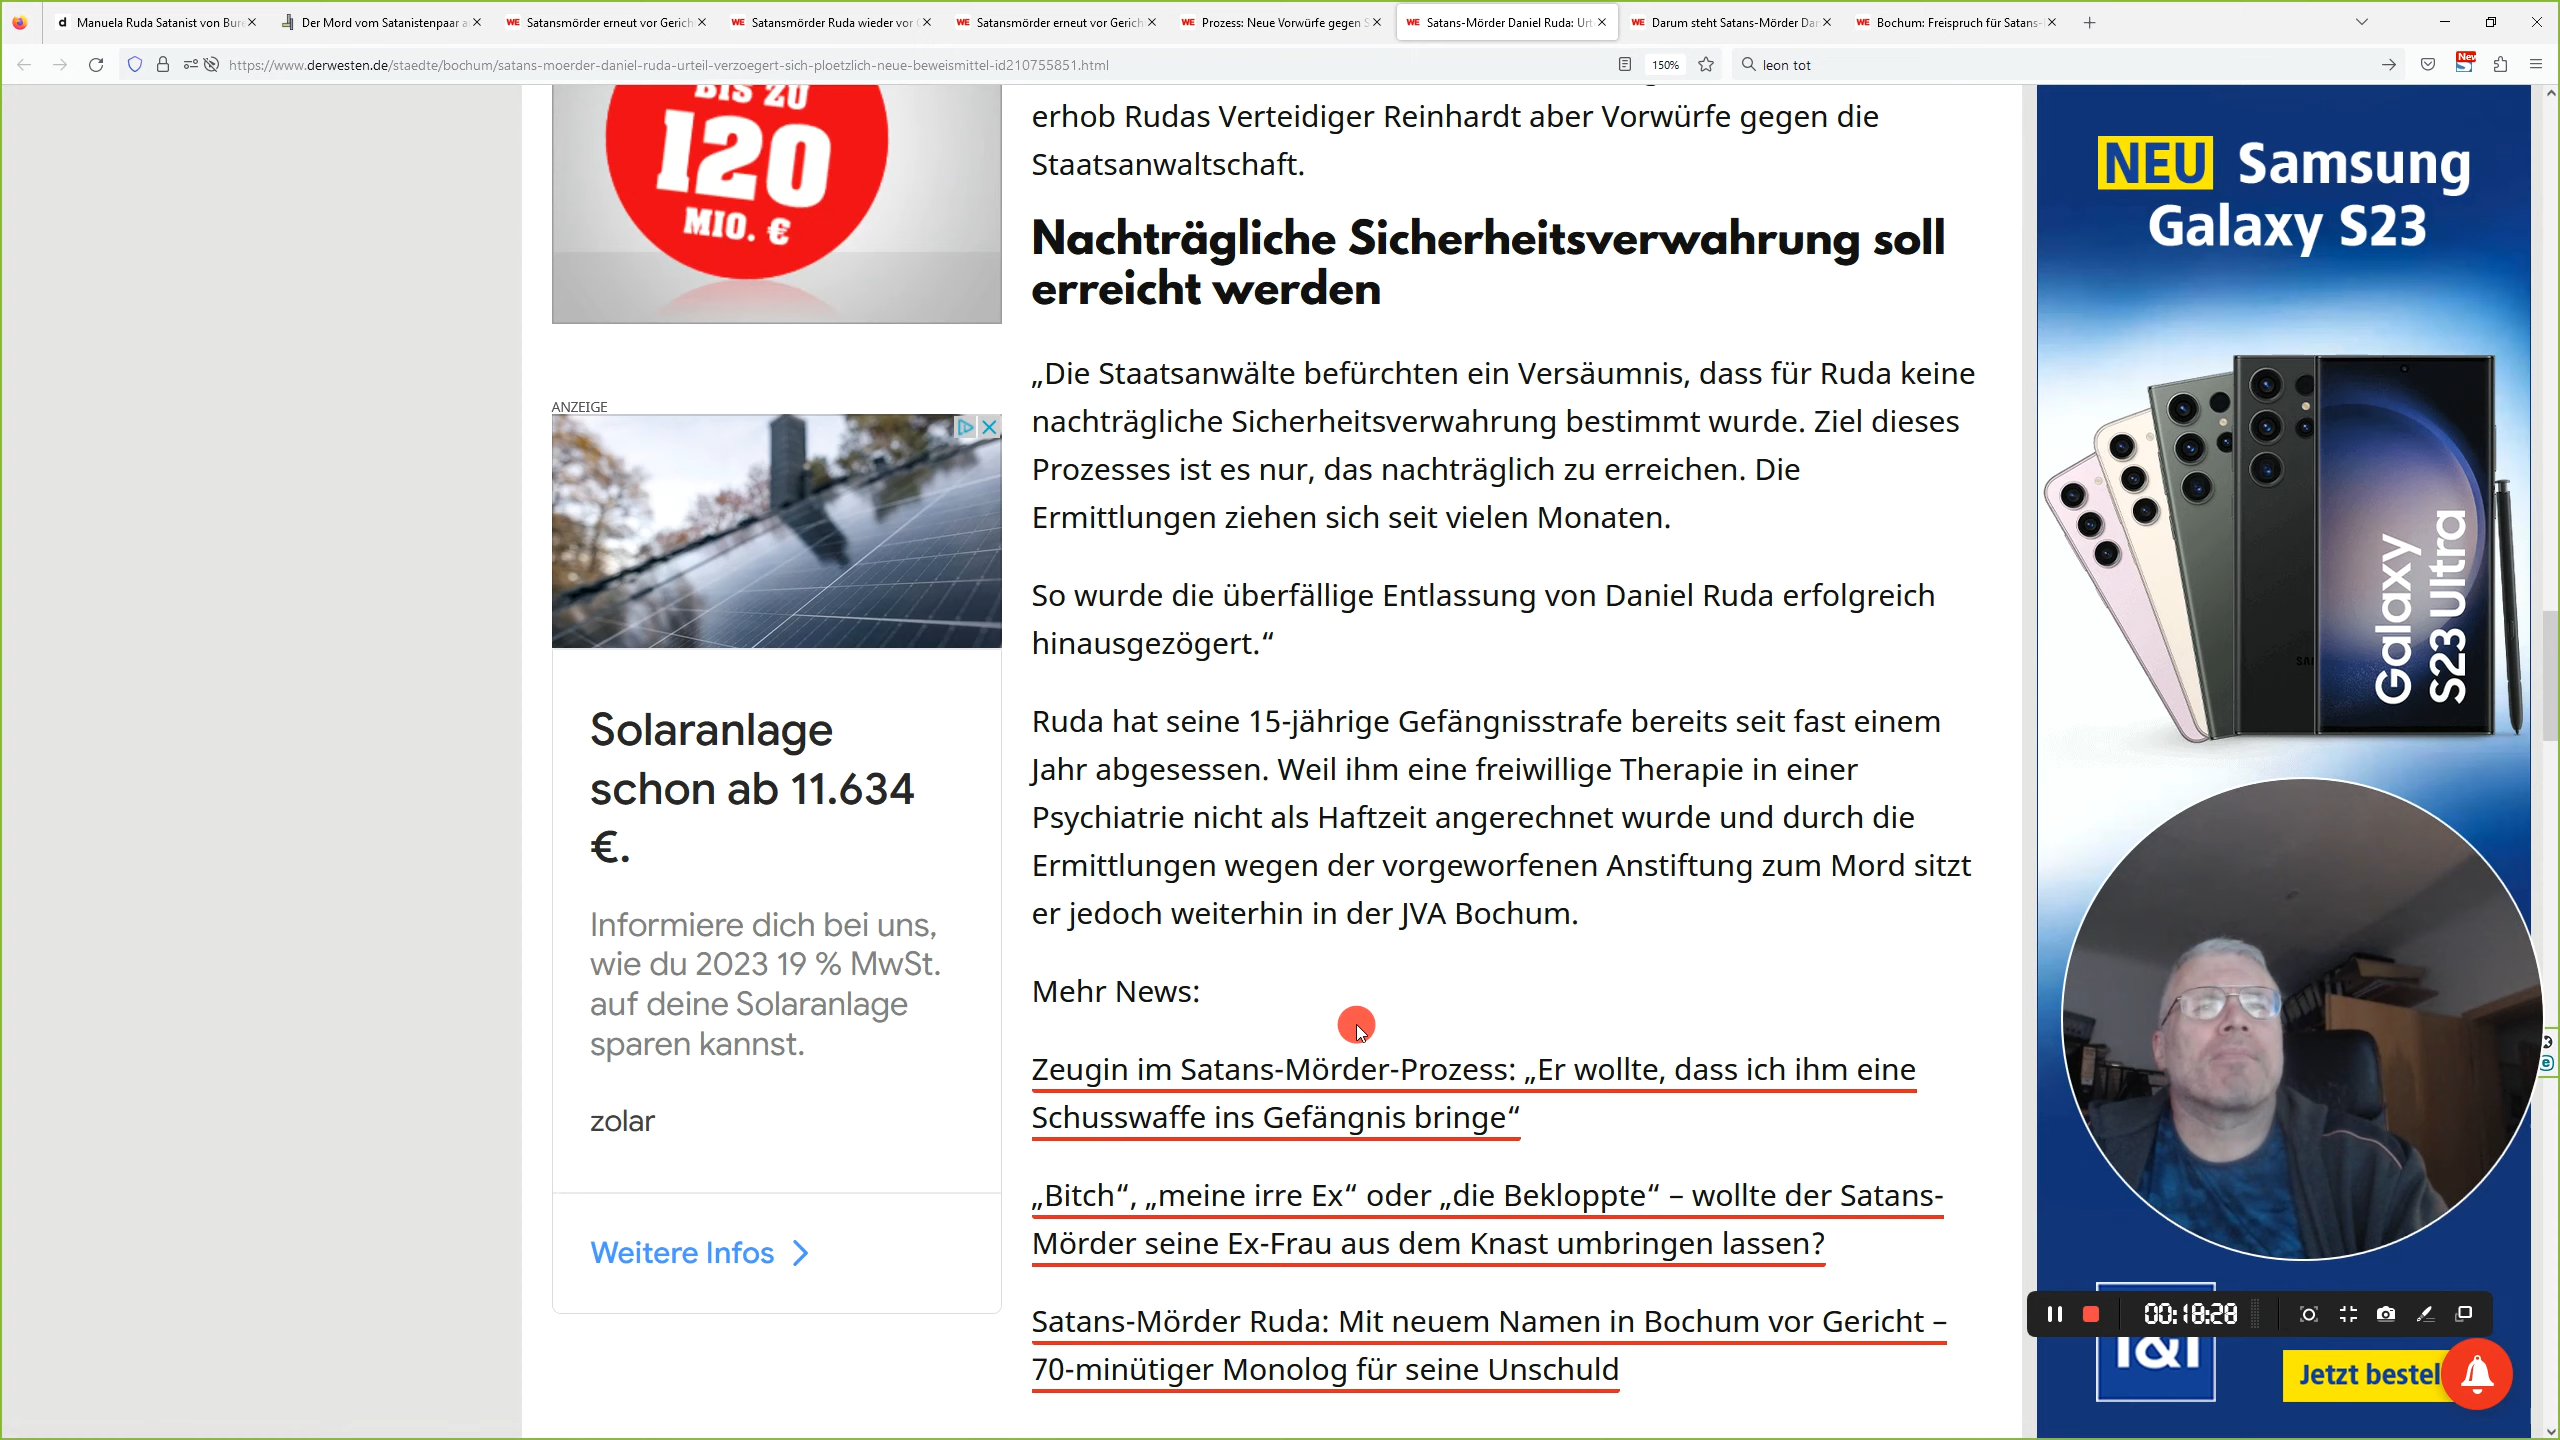 Manuela Ruda Satanist von Bure
Der Mord vom Satanistenpaar a
Satansmörder erneut vor Gerich
Satansmörder Ruda wieder vor
Satansmörder erneut vor Gerich
Prozess: Neue Vorwürfe gegen S
Satans-Mörder Daniel Ruda: Urt
Darum steht Satans-Mörder Da
Bochum: Freispruch für Satans-
https://www.derwesten.de/staedte/bochum/satans-moerder-daniel-ruda-urteil-verzoegert-sich-ploetzlich-neue-beweismittel-id210755851.html
150%
leon tot
New
BIS ZU
120
MIO. €
ANZEIGE
Solaranlage
schon ab 11.634
€.
Informiere dich bei uns,
wie du 2023 19 % MwSt.
auf deine Solaranlage
sparen kannst.
zolar
Weitere Infos
erhob Rudas Verteidiger Reinhardt aber Vorwürfe gegen die
Staatsanwaltschaft.
Nachträgliche Sicherheitsverwahrung soll
erreicht werden
„Die Staatsanwälte befürchten ein Versäumnis, dass für Ruda keine
nachträgliche Sicherheitsverwahrung bestimmt wurde. Ziel dieses
Prozesses ist es nur, das nachträglich zu erreichen. Die
Ermittlungen ziehen sich seit vielen Monaten.
So wurde die überfällige Entlassung von Daniel Ruda erfolgreich
hinausgezögert.“
Ruda hat seine 15-jährige Gefängnisstrafe bereits seit fast einem
Jahr abgesessen. Weil ihm eine freiwillige Therapie in einer
Psychiatrie nicht als Haftzeit angerechnet wurde und durch die
Ermittlungen wegen der vorgeworfenen Anstiftung zum Mord sitzt
er jedoch weiterhin in der JVA Bochum.
Mehr News:
Zeugin im Satans-Mörder-Prozess: „Er wollte, dass ich ihm eine
Schusswaffe ins Gefängnis bringe“
„Bitch“, „meine irre Ex“ oder „die Bekloppte“ – wollte der Satans-
Mörder seine Ex-Frau aus dem Knast umbringen lassen?
Satans-Mörder Ruda: Mit neuem Namen in Bochum vor Gericht –
70-minütiger Monolog für seine Unschuld
NEU Samsung
Galaxy S23
Galaxy
S23 Ultra
00:18:28
1&1
Jetzt bestel